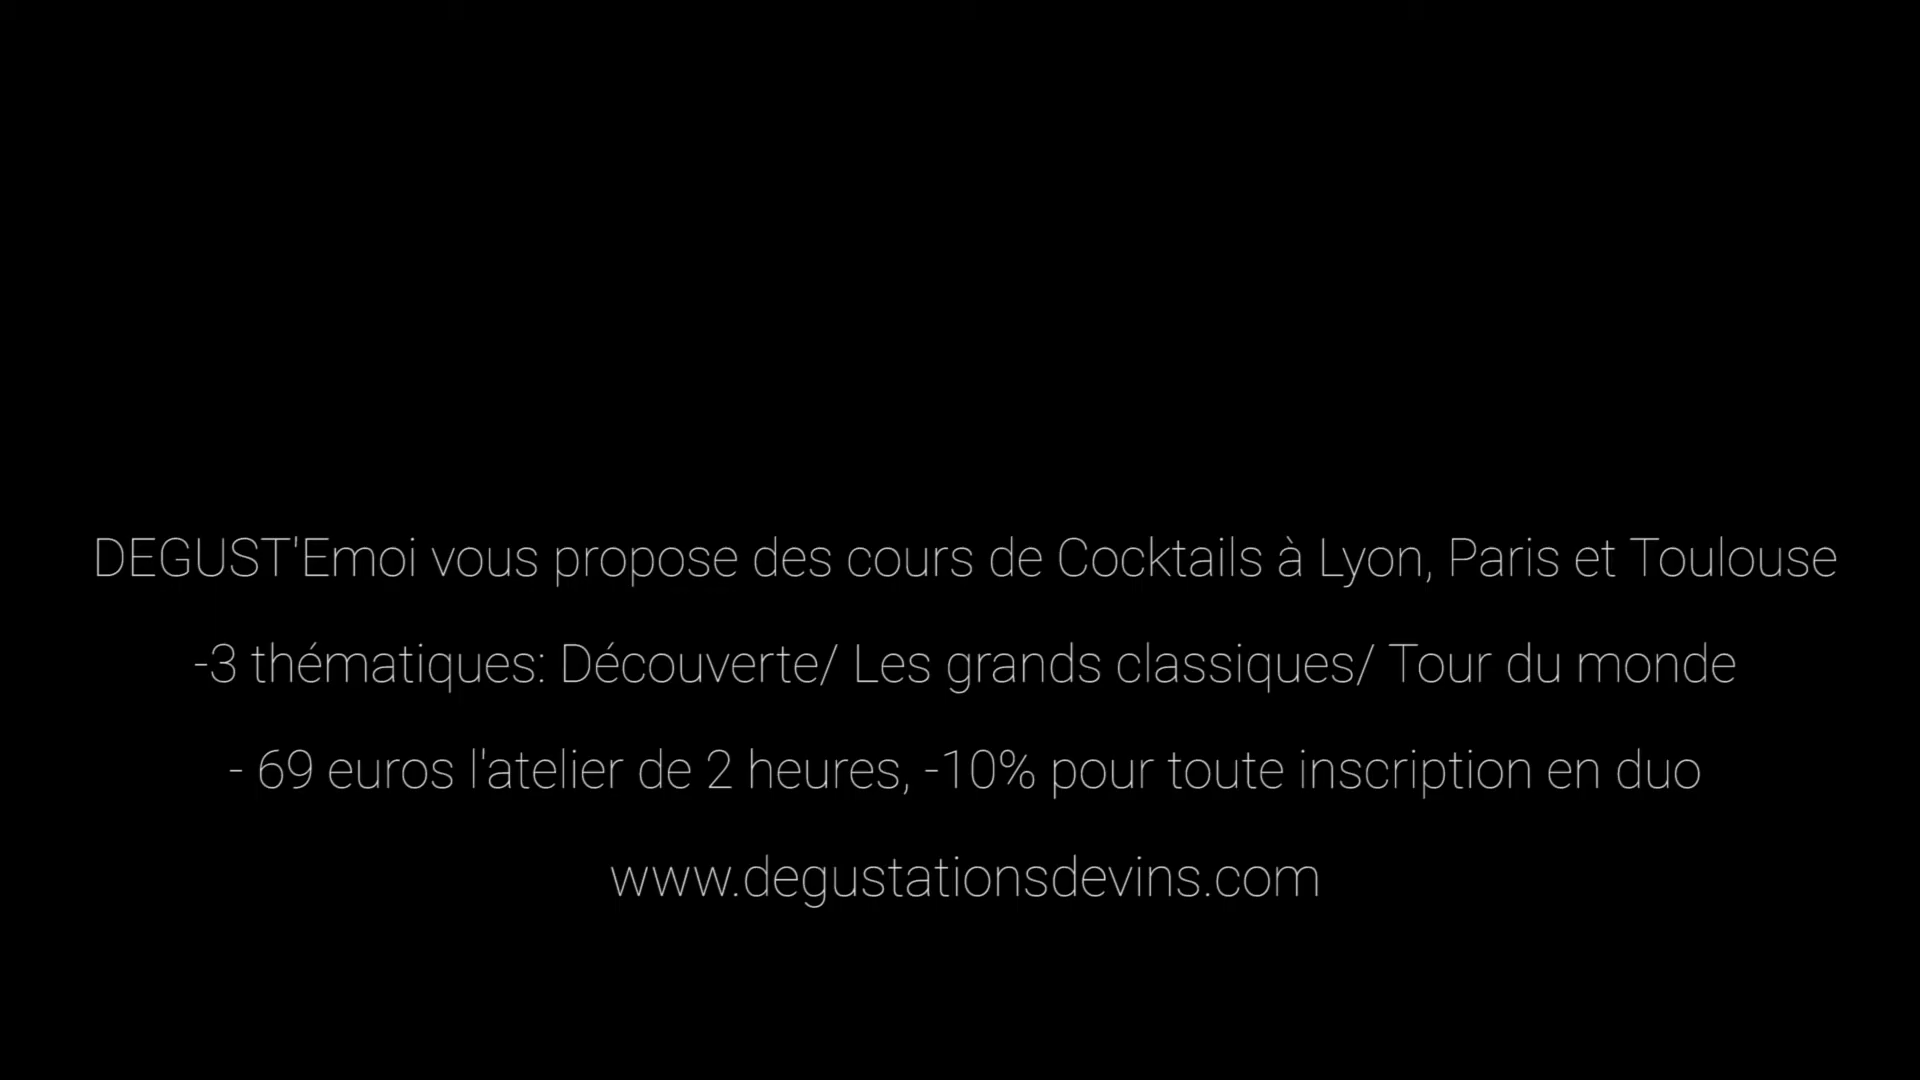 DEGUST'Emoi vous propose des cours de Cocktails à Lyon, Paris et Toulouse
-3 thématiques: Découverte/ Les grands classiques/ Tour du monde
- 69 euros l'atelier de 2 heures, -10% pour toute inscription en duo
www.degustationsdevins.com